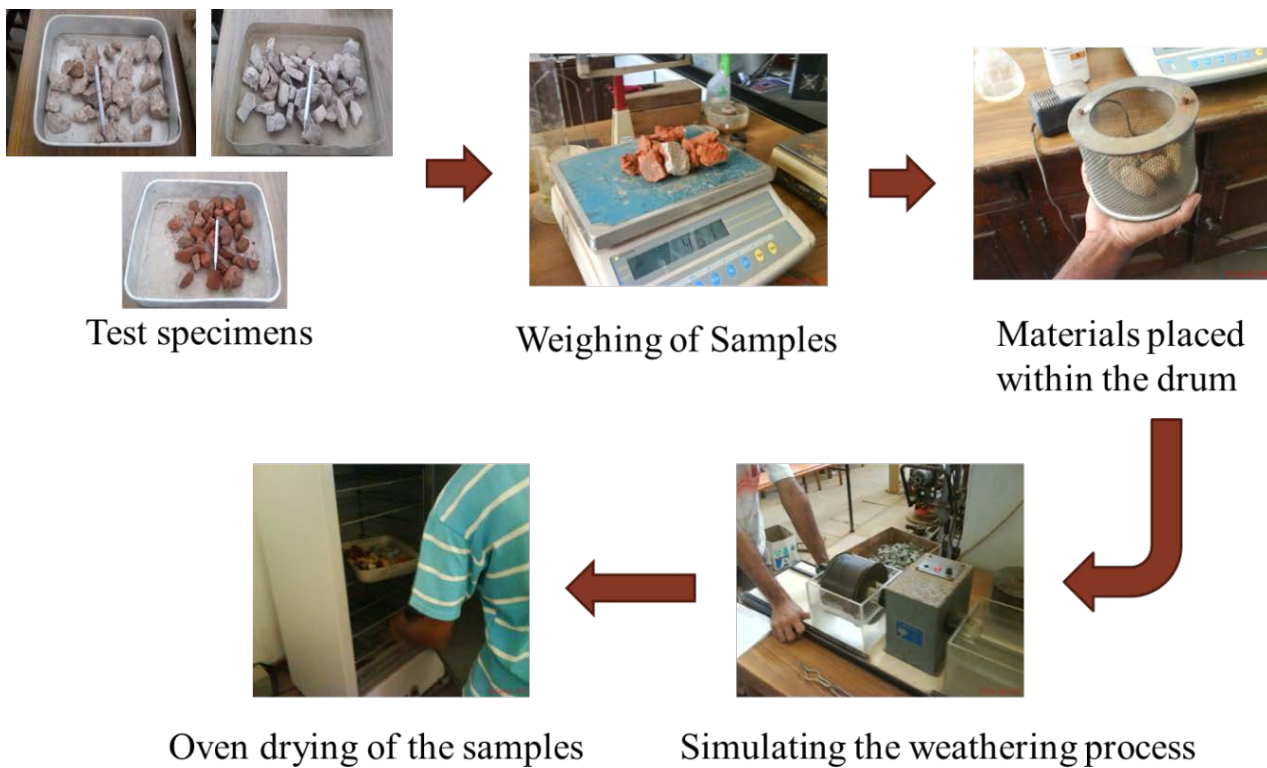 Test specimens
Weighing of Samples
Materials placed
within the drum
Oven drying of the samples
Simulating the weathering process